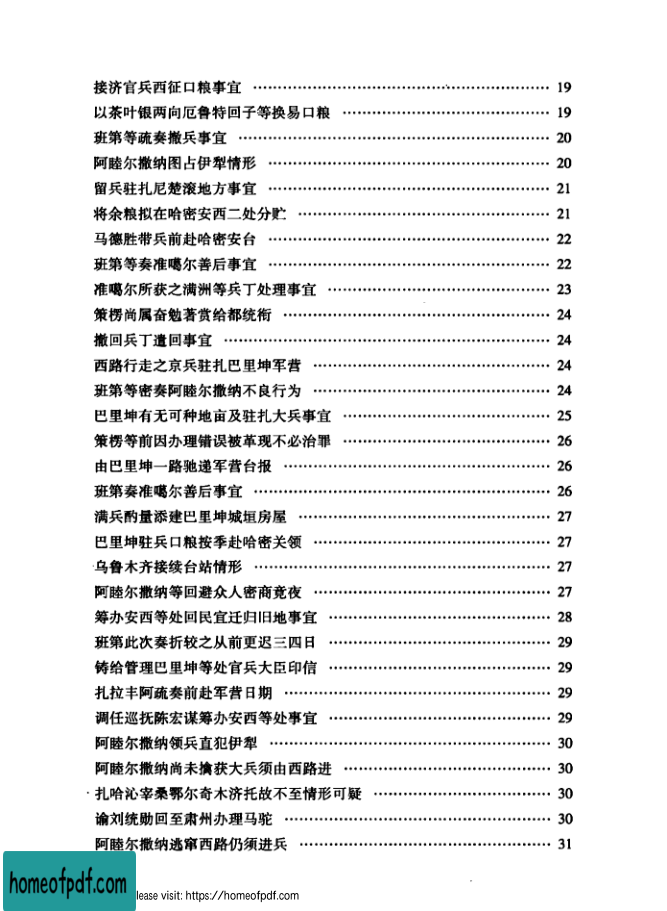 接济官兵西征口粮事宜 …… 19
以茶叶银两向厄鲁特回子等换易口粮 …… 19
班第等疏奏撤兵事宜 …… 20
阿睦尔撒纳图占伊犁情形 …… 20
留兵驻扎尼楚滚地方事宜 …… 21
将余粮拟在哈密安西二处分贮 …… 21
马德胜带兵前赴哈密安台 …… 22
班第等奏准噶尔善后事宜 …… 22
准噶尔所获之满洲等兵丁处理事宜 …… 23
策楞尚属奋勉著赏给都统衔 …… 24
撤回兵丁遣回事宜 …… 24
西路行走之京兵驻扎巴里坤军营 …… 24
班第等密奏阿睦尔撒纳不良行为 …… 24
巴里坤有无可种地亩及驻扎大兵事宜 …… 25
策楞等前因办理错误被革现不必治罪 …… 26
由巴里坤一路驰递军营台报 …… 26
班第奏准噶尔善后事宜 …… 26
满兵酌量添建巴里坤城垣房屋 …… 27
巴里坤驻兵口粮按季赴哈密关领 …… 27
乌鲁木齐接续台站情形 …… 27
阿睦尔撒纳等回避众人密商竟夜 …… 27
筹办安西等处回民宜迁归旧地事宜 …… 28
班第此次奏折较之从前更迟三四日 …… 29
铸给管理巴里坤等处官兵大臣印信 …… 29
扎拉丰阿疏奏前赴军营日期 …… 29
调任巡抚陈宏谋筹办安西等处事宜 …… 29
阿睦尔撒纳领兵直犯伊犁 …… 30
阿睦尔撒纳尚未擒获大兵须由西路进 …… 30
扎哈沁宰桑鄂尔奇木济托故不至情形可疑 …… 30
谕刘统勋回至肃州办理马驼 …… 30
阿睦尔撒纳逃窜西路仍须进兵 …… 31
homeofpdf.com
lease visit: https://homeofpdf.com